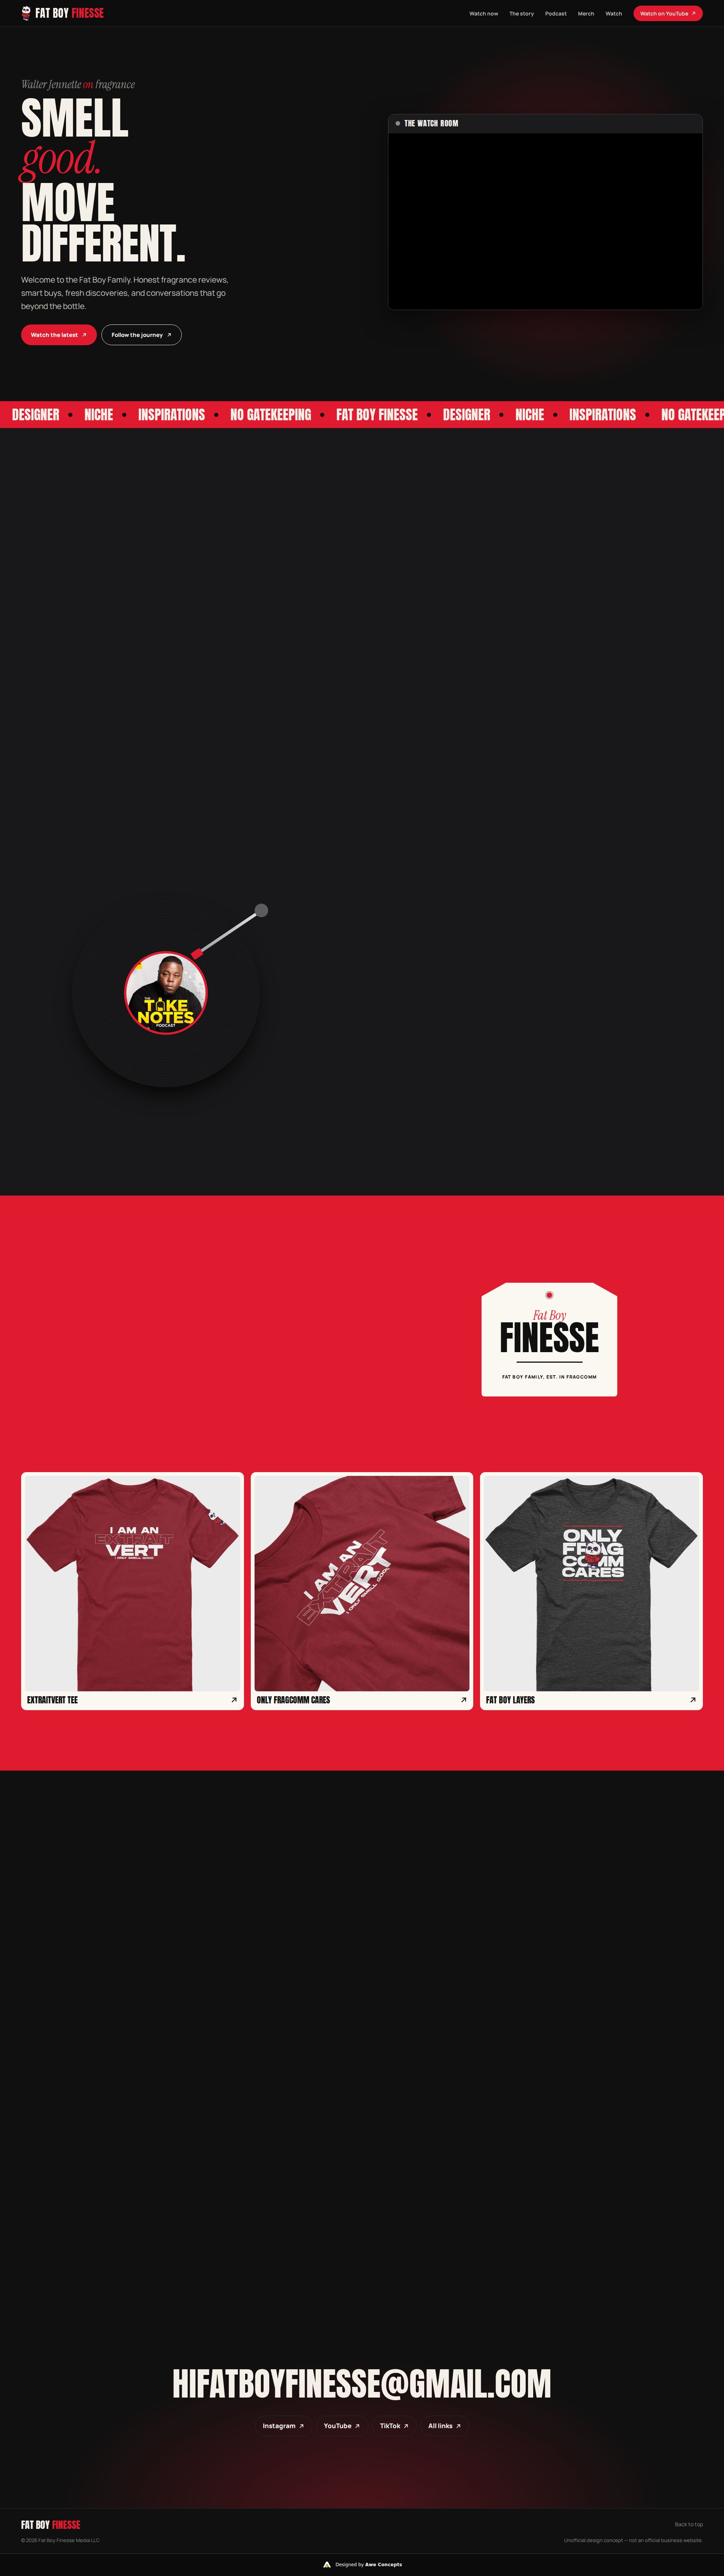 FAT BOY FINESSE
Watch now
The story
Podcast
Merch
Watch
Watch on YouTube ↗
Walter Jennette on fragrance
SMELL
good.
MOVE
DIFFERENT.
Welcome to the Fat Boy Family. Honest fragrance reviews,
smart buys, fresh discoveries, and conversations that go
beyond the bottle.
Watch the latest ↗
Follow the journey ↗
THE WATCH ROOM
DESIGNER • NICHE • INSPIRATIONS • NO GATEKEEPING • FAT BOY FINESSE • DESIGNER • NICHE • INSPIRATIONS • NO GATEKEEP
THE
TAKE
NOTES
PODCAST
Fat Boy
FINESSE
FAT BOY FAMILY, EST. IN FRAGCOMM
I AM AN
EXTRAIT
VERT
I ONLY SMELL GOOD
EXTRAITVERT TEE ↗
I AM AN
EXTRAIT
VERT
I ONLY SMELL GOOD
ONLY FRAGCOMM CARES ↗
ONLY
FRAG
COMM
CARES
FAT BOY LAYERS ↗
HIFATBOYFINESSE@GMAIL.COM
Instagram ↗
YouTube ↗
TikTok ↗
All links ↗
FAT BOY FINESSE
Back to top
© 2026 Fat Boy Finesse Media LLC
Unofficial design concept — not an official business website.
Designed by Awe Concepts